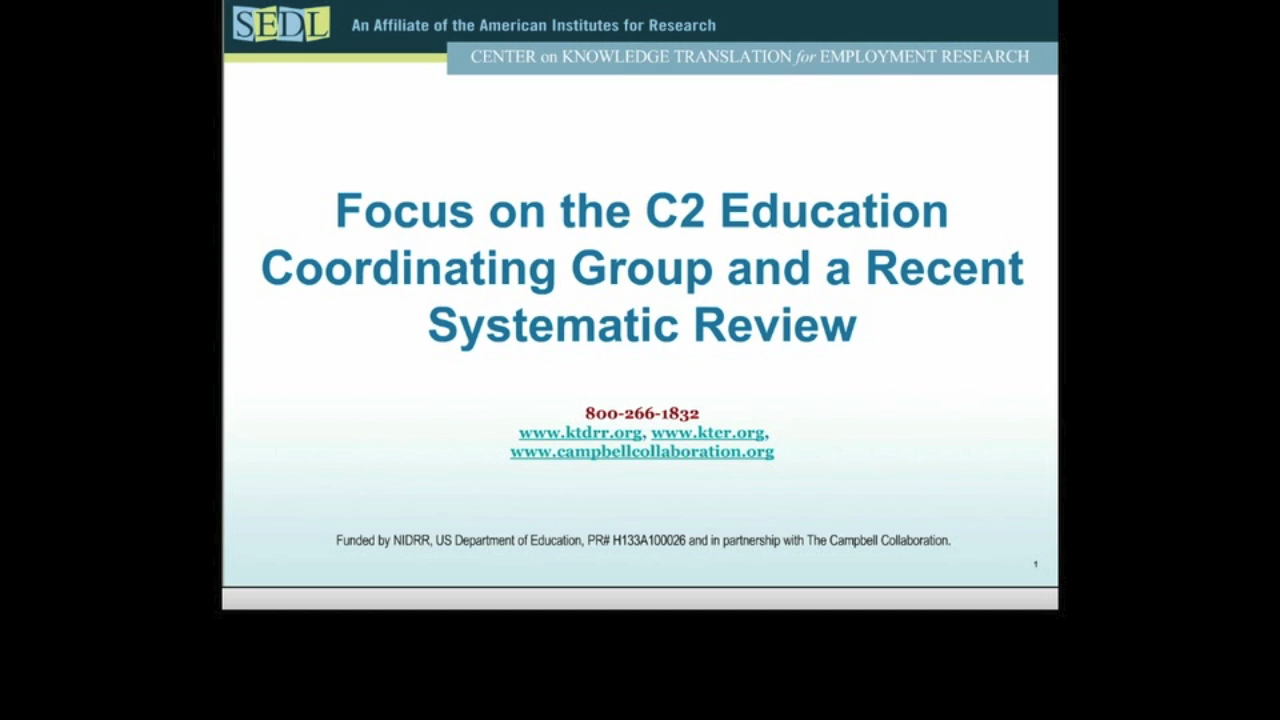 SEDL An Affiliate of the American Institutes for Research
CENTER on KNOWLEDGE TRANSLATION for EMPLOYMENT RESEARCH
Focus on the C2 Education
Coordinating Group and a Recent
Systematic Review
800-266-1832
www.ktdrr.org, www.kter.org,
www.campbellcollaboration.org
Funded by NIDRR, US Department of Education, PR# H133A100026 and in partnership with The Campbell Collaboration.
1